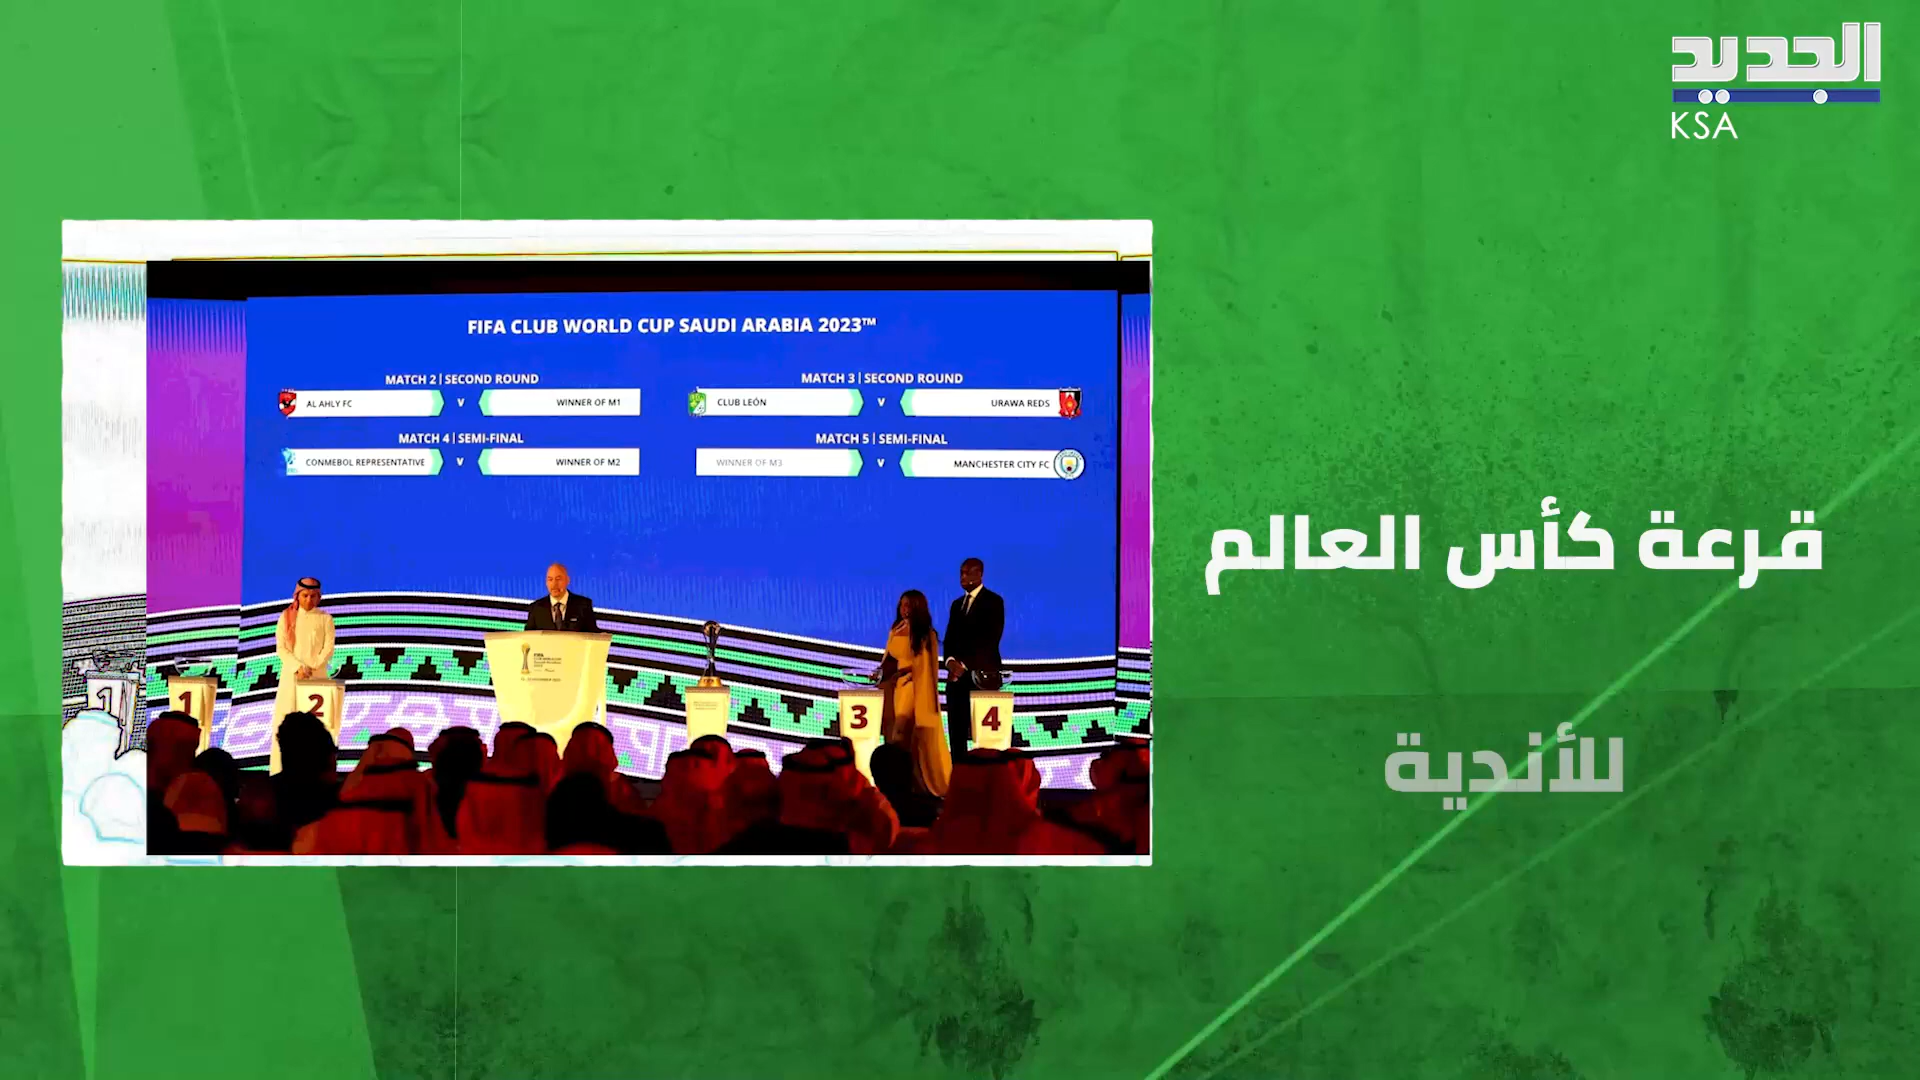 الجديد
KSA
FIFA CLUB WORLD CUP SAUDI ARABIA 2023™
MATCH 2 | SECOND ROUND
AL AHLY FC V WINNER OF M1
MATCH 3 | SECOND ROUND
CLUB LEÓN V URAWA REDS
MATCH 4 | SEMI-FINAL
CONMEBOL REPRESENTATIVE V WINNER OF M2
MATCH 5 | SEMI-FINAL
WINNER OF M3 V MANCHESTER CITY FC
1
1
2
3
4
قرعة كأس العالم
للأندية